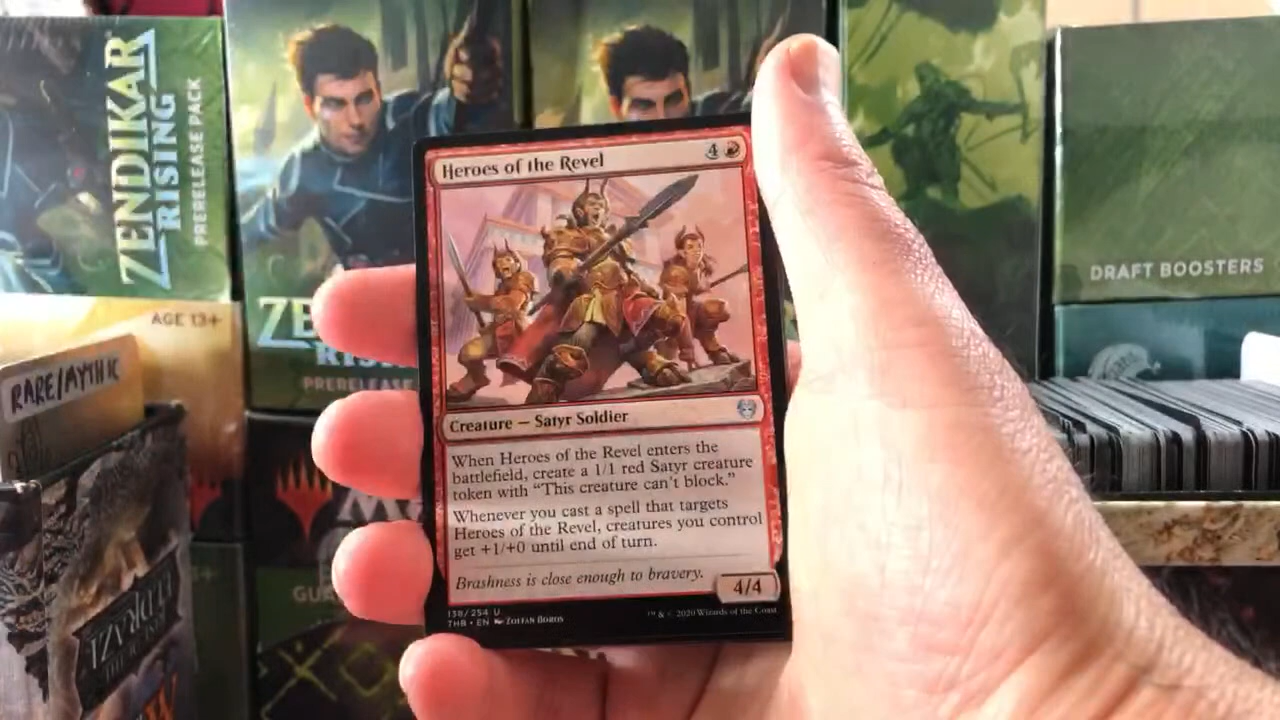 ZENDIKAR
RISING
PRERELEASE PACK
AGE 13+
RARE/MYTHIC
PRERELEASE
DRAFT BOOSTERS
Heroes of the Revel 4
Creature — Satyr Soldier
When Heroes of the Revel enters the
battlefield, create a 1/1 red Satyr creature
token with “This creature can’t block.”
Whenever you cast a spell that targets
Heroes of the Revel, creatures you control
get +1/+0 until end of turn.
Brashness is close enough to bravery.
4/4
138/254 U
THB • EN ZOLTAN BOROS
™ & © 2020 Wizards of the Coast
ELDRAZI